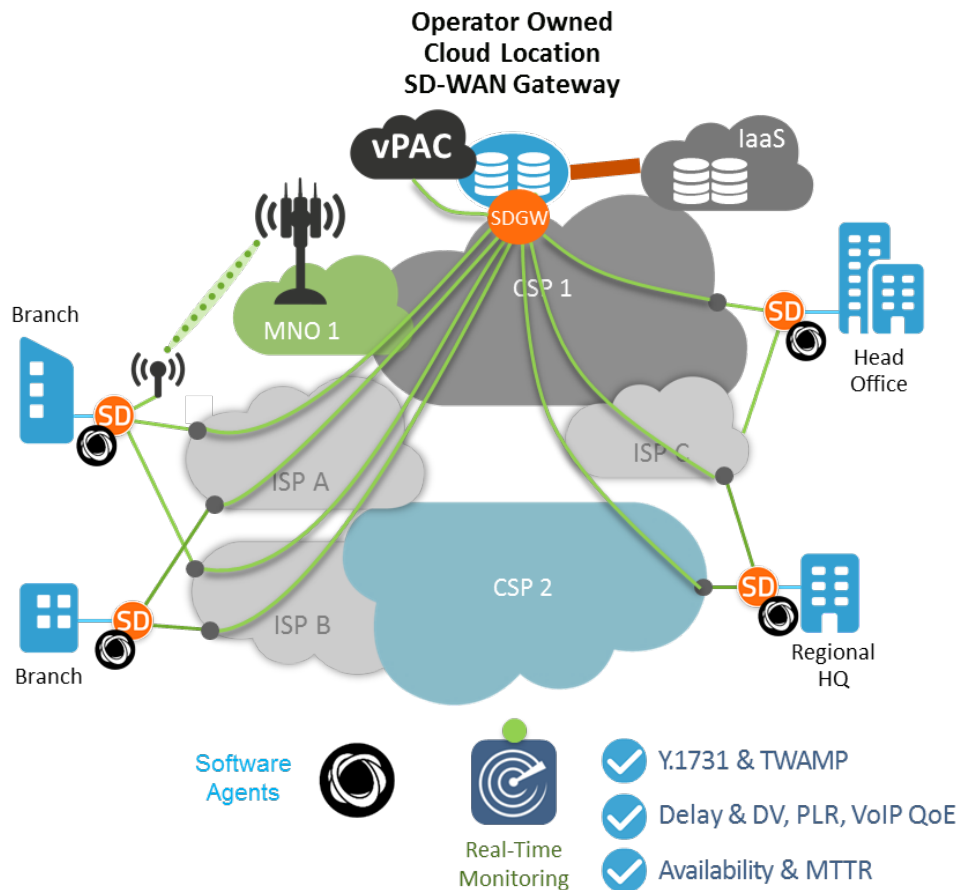 Operator Owned
Cloud Location
SD-WAN Gateway
vPAC
IaaS
SDGW
CSP 1
MNO 1
Branch
SD
Head
Office
SD
ISP A
ISP C
CSP 2
ISP B
SD
Branch
SD
Regional
HQ
Software
Agents
Real-Time
Monitoring
Y.1731 & TWAMP
Delay & DV, PLR, VoIP QoE
Availability & MTTR